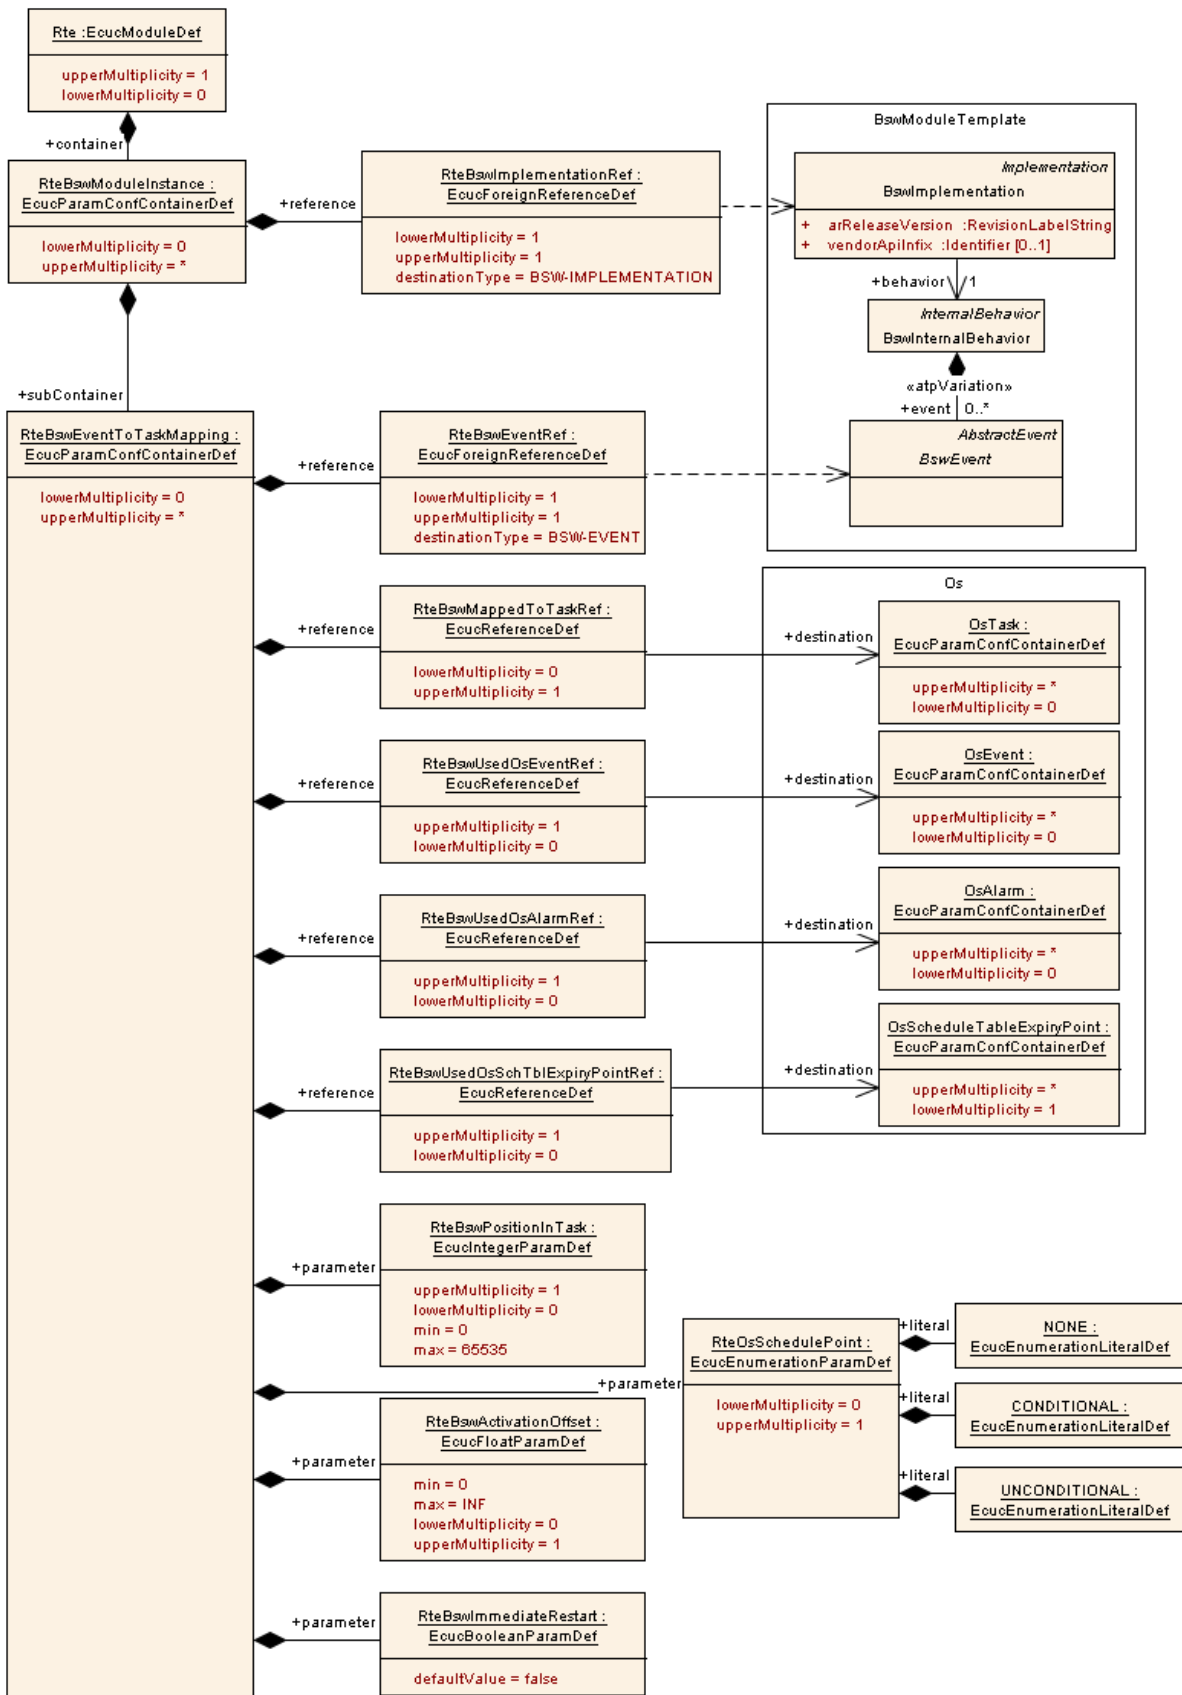 Rte :EcucModuleDef
upperMultiplicity = 1
lowerMultiplicity = 0
+container
RteBswModuleInstance :
EcucParamConfContainerDef
lowerMultiplicity = 0
upperMultiplicity = *
+reference
RteBswImplementationRef :
EcucForeignReferenceDef
lowerMultiplicity = 1
upperMultiplicity = 1
destinationType = BSW-IMPLEMENTATION
BswModuleTemplate
Implementation
BswImplementation
+ arReleaseVersion :RevisionLabelString
+ vendorApiInfix :Identifier [0..1]
+behavior 1
InternalBehavior
BswInternalBehavior
«atpVariation»
+event 0..*
AbstractEvent
BswEvent
+subContainer
RteBswEventToTaskMapping :
EcucParamConfContainerDef
lowerMultiplicity = 0
upperMultiplicity = *
+reference
RteBswEventRef :
EcucForeignReferenceDef
lowerMultiplicity = 1
upperMultiplicity = 1
destinationType = BSW-EVENT
Os
+reference
RteBswMappedToTaskRef :
EcucReferenceDef
lowerMultiplicity = 0
upperMultiplicity = 1
+destination
OsTask :
EcucParamConfContainerDef
upperMultiplicity = *
lowerMultiplicity = 0
+reference
RteBswUsedOsEventRef :
EcucReferenceDef
upperMultiplicity = 1
lowerMultiplicity = 0
+destination
OsEvent :
EcucParamConfContainerDef
upperMultiplicity = *
lowerMultiplicity = 0
+reference
RteBswUsedOsAlarmRef :
EcucReferenceDef
upperMultiplicity = 1
lowerMultiplicity = 0
+destination
OsAlarm :
EcucParamConfContainerDef
upperMultiplicity = *
lowerMultiplicity = 0
+reference
RteBswUsedOsSchTblExpiryPointRef :
EcucReferenceDef
upperMultiplicity = 1
lowerMultiplicity = 0
+destination
OsScheduleTableExpiryPoint :
EcucParamConfContainerDef
upperMultiplicity = *
lowerMultiplicity = 1
+parameter
RteBswPositionInTask :
EcucIntegerParamDef
upperMultiplicity = 1
lowerMultiplicity = 0
min = 0
max = 65535
+parameter
RteOsSchedulePoint :
EcucEnumerationParamDef
lowerMultiplicity = 0
upperMultiplicity = 1
+literal
NONE :
EcucEnumerationLiteralDef
+literal
CONDITIONAL :
EcucEnumerationLiteralDef
+literal
UNCONDITIONAL :
EcucEnumerationLiteralDef
+parameter
RteBswActivationOffset :
EcucFloatParamDef
min = 0
max = INF
lowerMultiplicity = 0
upperMultiplicity = 1
+parameter
RteBswImmediateRestart :
EcucBooleanParamDef
defaultValue = false